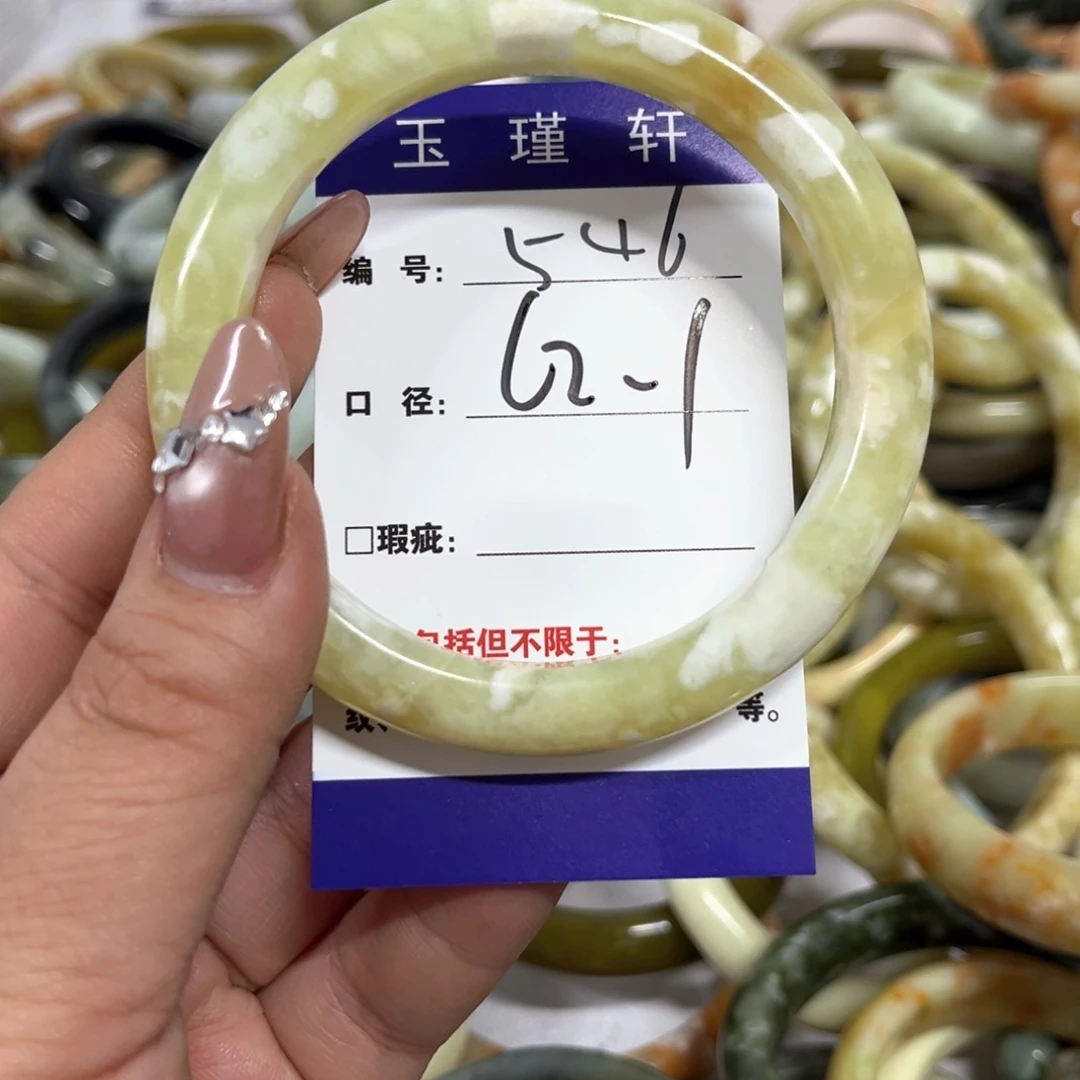 玉瑾轩
编 号: 546
口 径: 62-1
□瑕疵:
包括但不限于:
纹、 等。